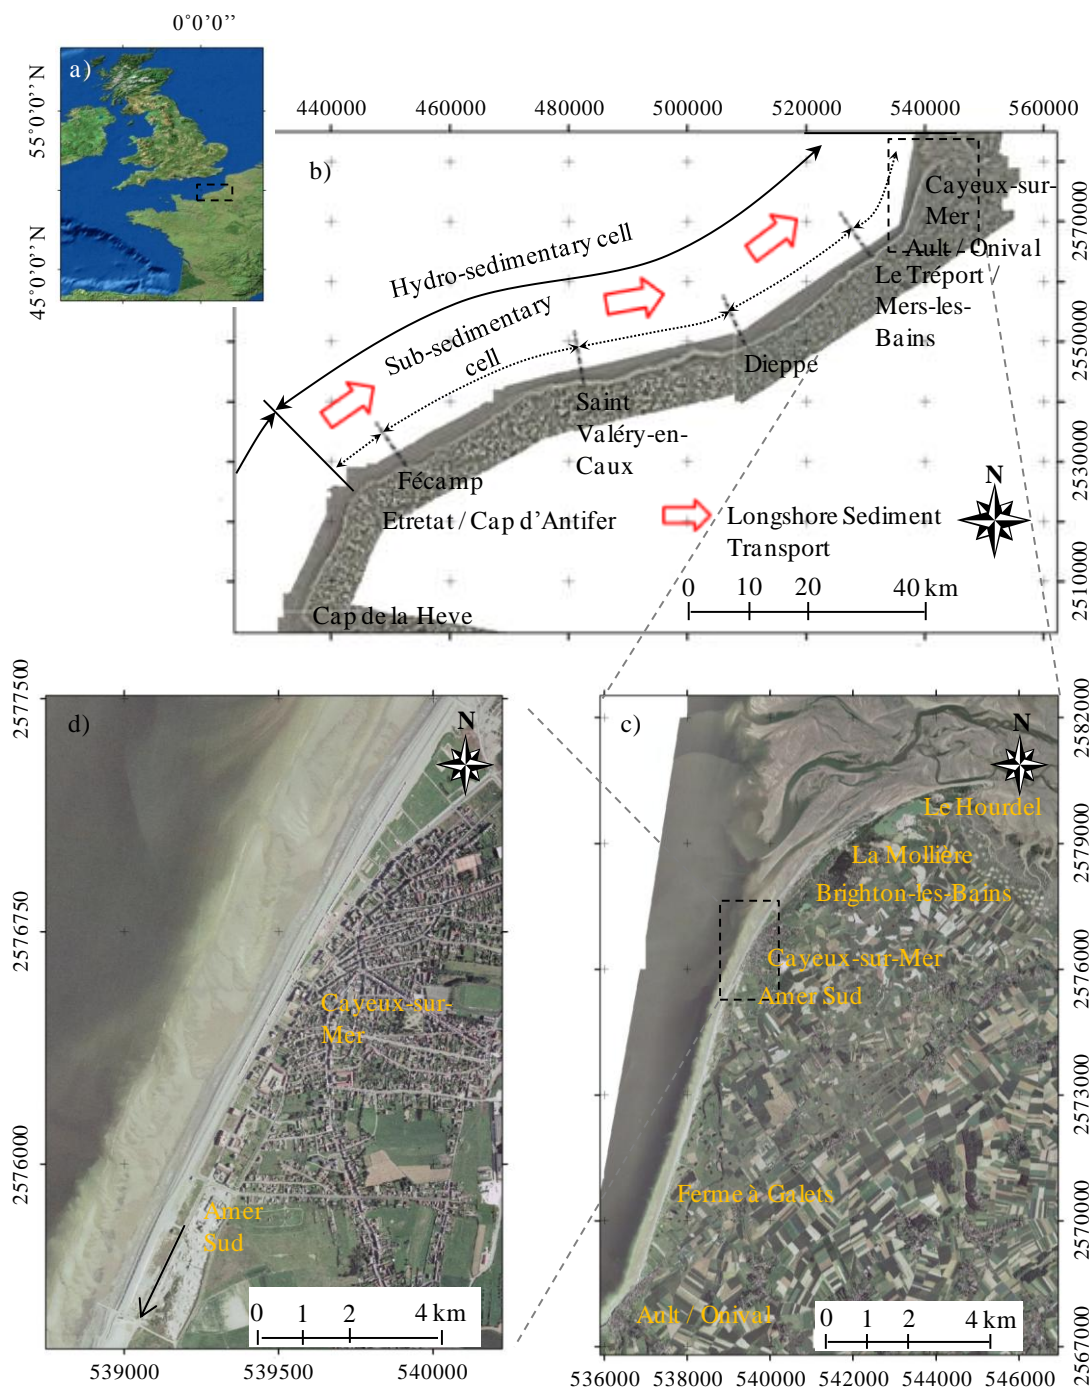 0°0'0''
a)
55°0'0'' N
45°0'0'' N
440000 460000 480000 500000 520000 540000 560000
b)
Hydro-sedimentary cell
Sub-sedimentary
cell
Cayeux-sur-
Mer
Ault / Onival
Le Tréport /
Mers-les-
Bains
Dieppe
Saint
Valéry-en-
Caux
Fécamp
Etretat / Cap d'Antifer
Cap de la Heve
N
Longshore Sediment
Transport
0 10 20 40 km
2570000
2550000
2530000
2510000
d)
N
Cayeux-sur-
Mer
Amer
Sud
0 1 2 4 km
2577500
2576750
2576000
539000 539500 540000
c)
N
Le Hourdel
La Mollière
Brighton-les-Bains
Cayeux-sur-Mer
Amer Sud
Ferme à Galets
Ault / Onival
0 1 2 4 km
2582000
2579000
2576000
2573000
2570000
2567000
536000 538000 540000 542000 544000 546000